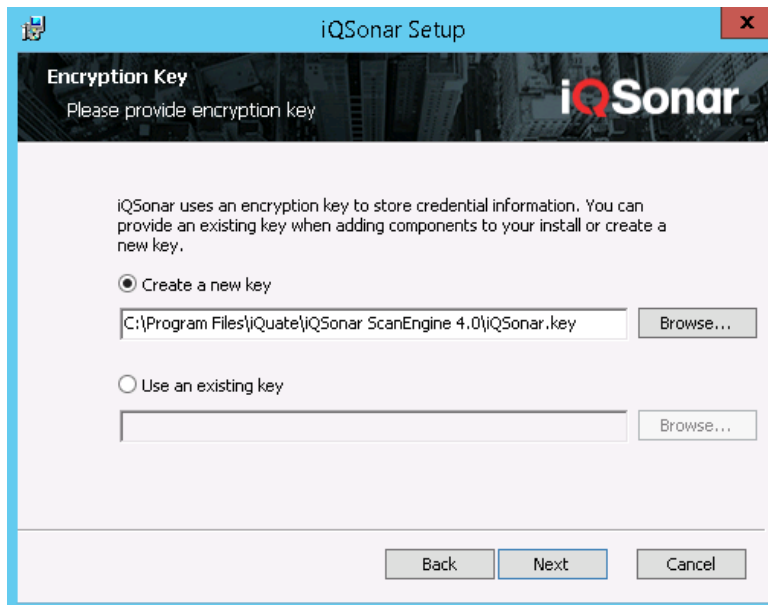 iQSonar Setup
x
Encryption Key
Please provide encryption key
iQSonar
iQSonar uses an encryption key to store credential information. You can
provide an existing key when adding components to your install or create a
new key.
Create a new key
C:\Program Files\iQuate\iQSonar ScanEngine 4.0\iQSonar.key
Browse...
Use an existing key
Browse...
Back
Next
Cancel